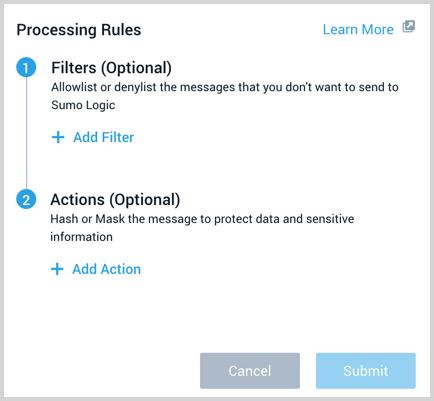 Processing Rules
Learn More
1
Filters (Optional)
Allowlist or denylist the messages that you don't want to send to
Sumo Logic
+ Add Filter
2
Actions (Optional)
Hash or Mask the message to protect data and sensitive
information
+ Add Action
Cancel
Submit